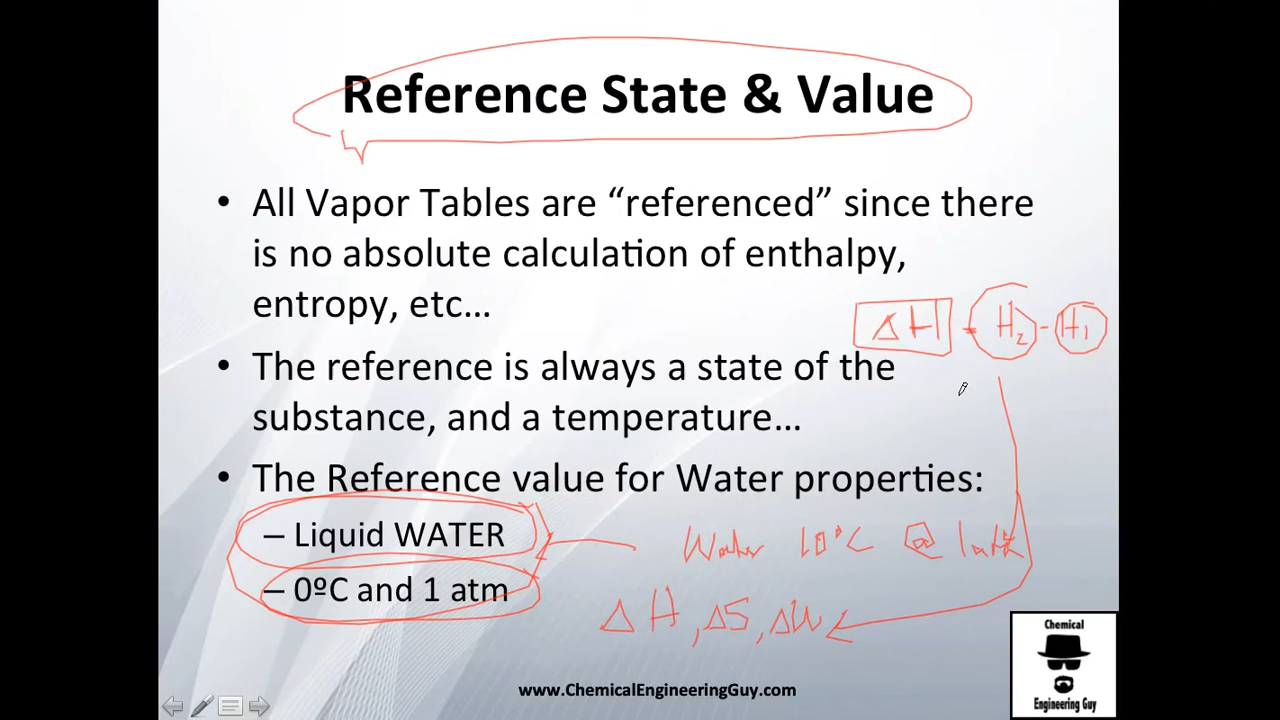 Reference State & Value
• All Vapor Tables are “referenced” since there
is no absolute calculation of enthalpy,
entropy, etc…
ΔH = H₂ - H₁
• The reference is always a state of the
substance, and a temperature…
• The Reference value for Water properties:
– Liquid WATER
Water 10°C @ 1atm
– 0ºC and 1 atm
ΔH, ΔS, ΔU
Chemical
Engineering Guy
www.ChemicalEngineeringGuy.com